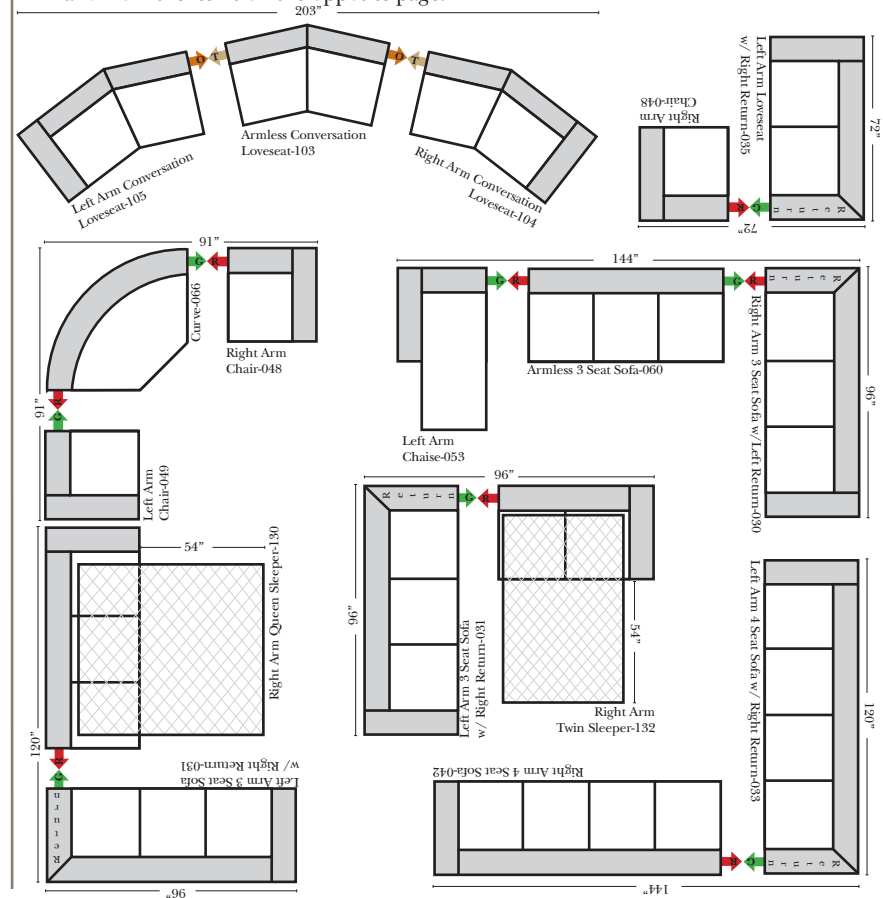 203”
O T
O T
Left Arm Conversation
Loveseat-105
Armless Conversation
Loveseat-103
Right Arm Conversation
Loveseat-104
Right Arm
Chair-048
Left Arm Loveseat
w/ Right Return-035
72”
R G
Return
72”
91”
G R
Curve-066
Right Arm
Chair-048
91”
R
G
Left Arm
Chair-049
144”
G R
G R
Return
Armless 3 Seat Sofa-060
Left Arm
Chaise-053
Right Arm 3 Seat Sofa w/Left Return-030
96”
96”
Return
G R
96”
Left Arm 3 Seat Sofa
w/ Right Return-031
54”
Right Arm
Twin Sleeper-132
54”
Right Arm Queen Sleeper-130
120”
R
G
Left Arm 3 Seat Sofa
w/ Right Return-031
Return
96”
Left Arm 4 Seat Sofa w/ Right Return-033
120”
Right Arm 4 Seat Sofa-042
R G
Return
144”